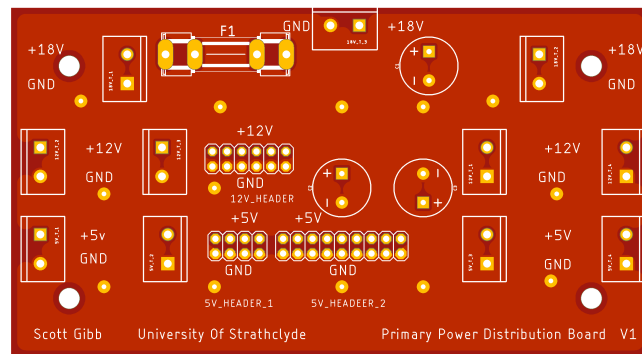 GND
+18V
F1
+18V
+18V
GND
GND
+12V
+12V
+12V
GND
GND
GND
12V_HEADER
+5v
+5V
+5V
+5V
GND
GND
GND
GND
5V_HEADER_1
5V_HEADEER_2
Scott Gibb
University Of Strathclyde
Primary Power Distribution Board
V1